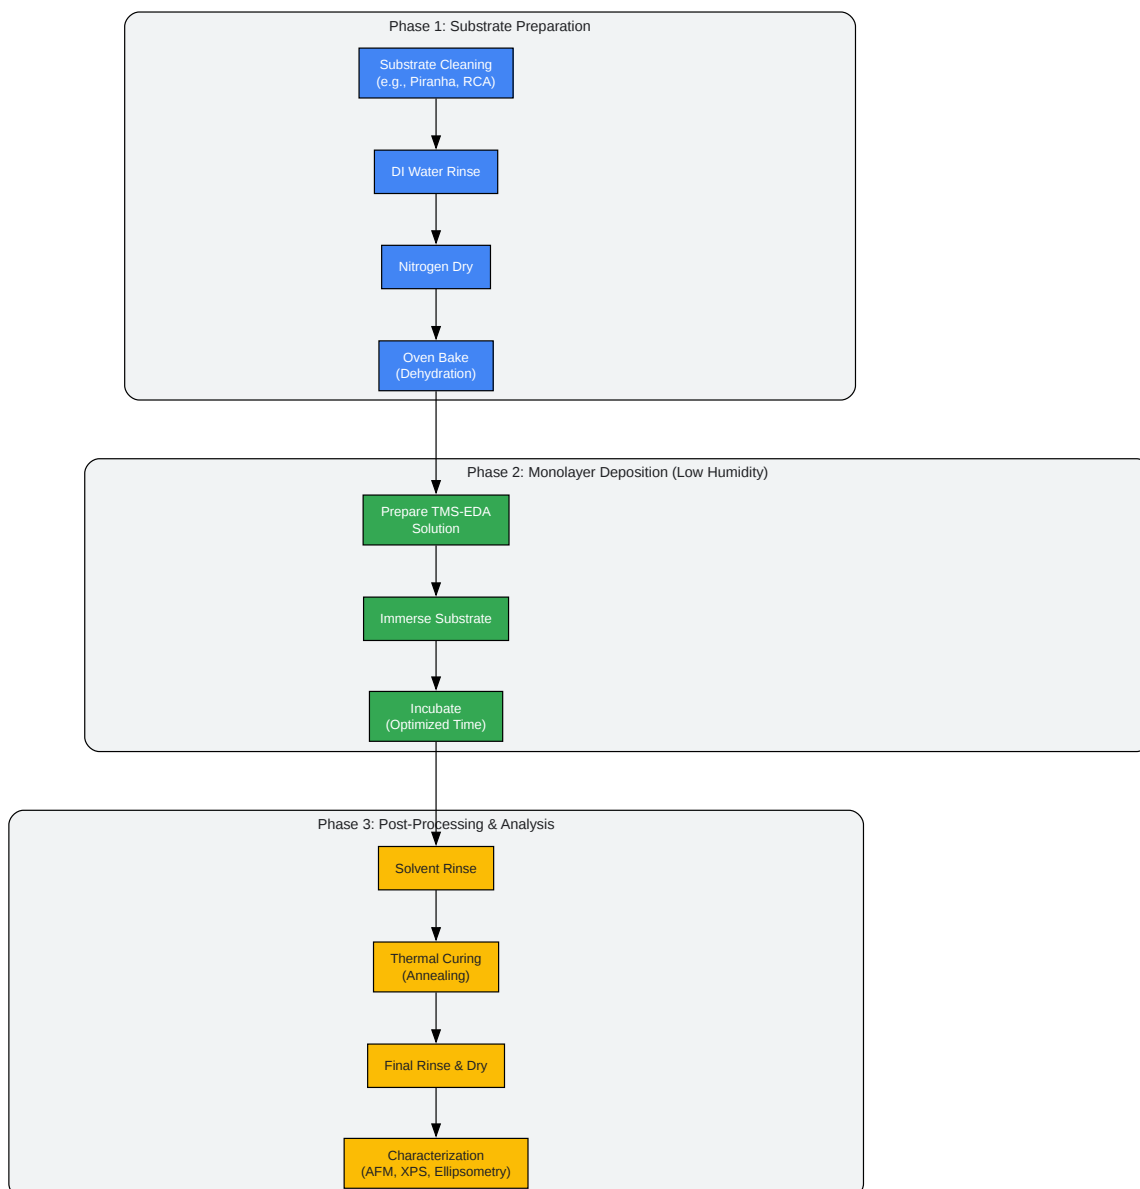 Phase 1: Substrate Preparation
Substrate Cleaning
(e.g., Piranha, RCA)
DI Water Rinse
Nitrogen Dry
Oven Bake
(Dehydration)
Phase 2: Monolayer Deposition (Low Humidity)
Prepare TMS-EDA
Solution
Immerse Substrate
Incubate
(Optimized Time)
Phase 3: Post-Processing & Analysis
Solvent Rinse
Thermal Curing
(Annealing)
Final Rinse & Dry
Characterization
(AFM, XPS, Ellipsometry)